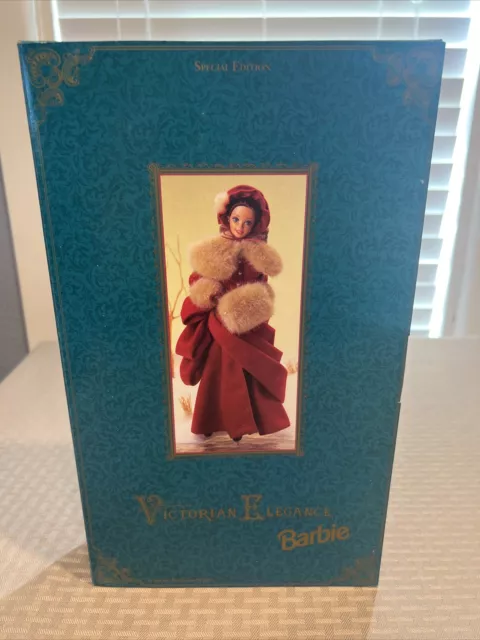 Special Edition
Victorian Elegance
Barbie